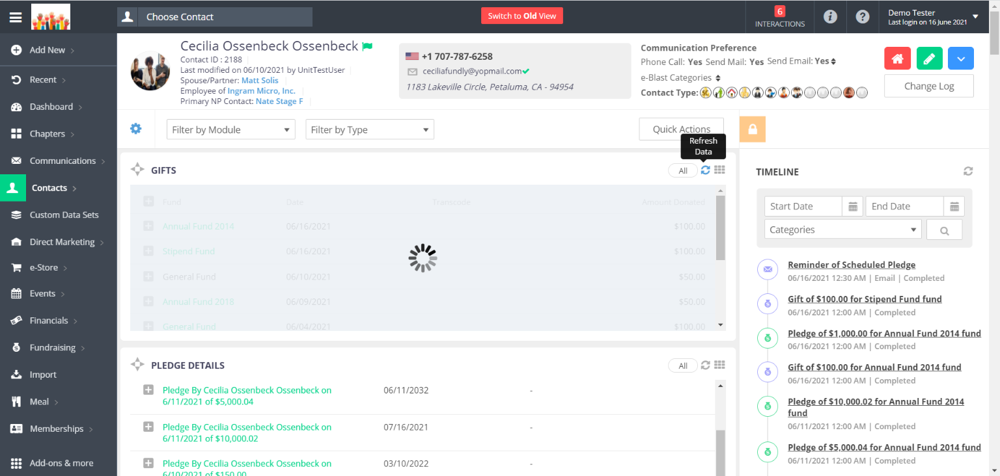 Choose Contact
Switch to Old View
6
INTERACTIONS
Demo Tester
Last login on 16 June 2021
Add New
Recent
Dashboard
Chapters
Communications
Contacts
Custom Data Sets
Direct Marketing
e-Store
Events
Financials
Fundraising
Import
Meal
Memberships
Add-ons & more
Cecilia Ossenbeck Ossenbeck
Contact ID : 2188
Last modified on 06/10/2021 by UnitTestUser
Spouse/Partner: Matt Solis
Employee of Ingram Micro, Inc.
Primary NP Contact: Nate Stage F
+1 707-787-6258
ceciliafundly@yopmail.com
1183 Lakeville Circle, Petaluma, CA - 94954
Communication Preference
Phone Call: Yes Send Mail: Yes Send Email: Yes
e-Blast Categories
Contact Type:
Change Log
Filter by Module
Filter by Type
Quick Actions
Refresh
Data
GIFTS
All
Fund Date Transcode Amount Donated
Annual Fund 2014 06/16/2021 $100.00
Stipend Fund 06/16/2021 $100.00
General Fund 06/10/2021 $50.00
Annual Fund 2018 06/09/2021 $50.00
General Fund 06/04/2021 $100.00
PLEDGE DETAILS
All
Pledge By Cecilia Ossenbeck Ossenbeck on 06/11/2032 -
6/11/2021 of $5,000.04
Pledge By Cecilia Ossenbeck Ossenbeck on 07/16/2021 -
6/11/2021 of $10,000.02
Pledge By Cecilia Ossenbeck Ossenbeck on 03/10/2022 -
6/10/2021 of $150.00
TIMELINE
Start Date
End Date
Categories
Reminder of Scheduled Pledge
06/16/2021 12:30 AM | Email | Completed
Gift of $100.00 for Stipend Fund fund
06/16/2021 12:00 AM | Completed
Pledge of $1,000.00 for Annual Fund 2014 fund
06/16/2021 12:00 AM | Completed
Gift of $100.00 for Annual Fund 2014 fund
06/16/2021 12:00 AM | Completed
Pledge of $10,000.02 for Annual Fund 2014
fund
06/11/2021 12:00 AM | Completed
Pledge of $5,000.04 for Annual Fund 2014 fund
06/11/2021 12:00 AM | Completed